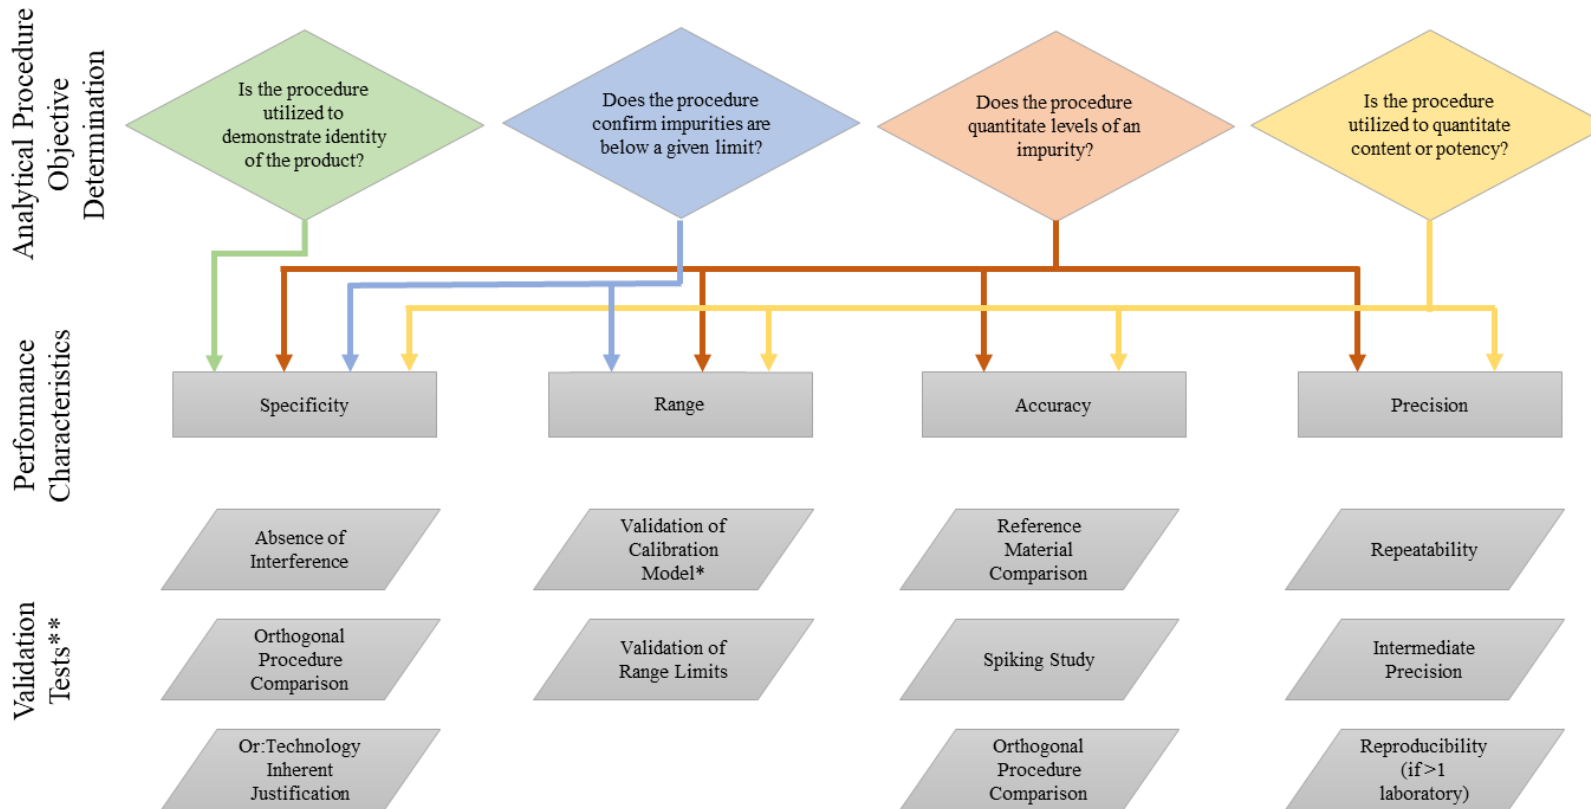 Analytical Procedure
Objective
Determination
Is the procedure
utilized to
demonstrate identity
of the product?
Does the procedure
confirm impurities are
below a given limit?
Does the procedure
quantitate levels of an
impurity?
Is the procedure
utilized to quantitate
content or potency?
Performance
Characteristics
Specificity
Range
Accuracy
Precision
Validation
Tests**
Absence of
Interference
Validation of
Calibration
Model*
Reference
Material
Comparison
Repeatability
Orthogonal
Procedure
Comparison
Validation of
Range Limits
Spiking Study
Intermediate
Precision
Or:Technology
Inherent
Justification
Orthogonal
Procedure
Comparison
Reproducibility
(if >1
laboratory)